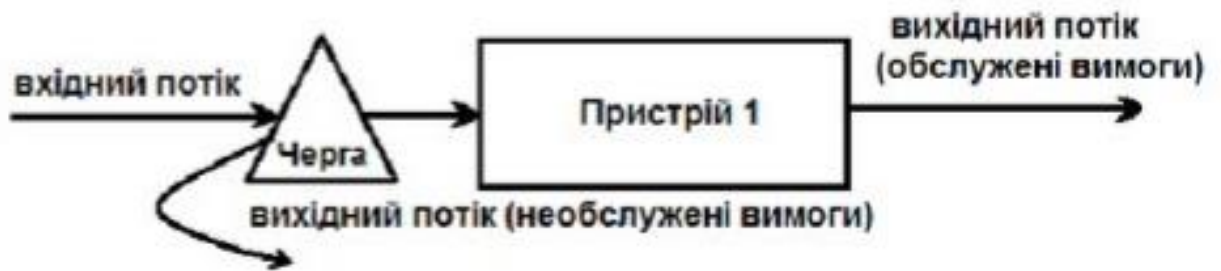 вхідний потік
Черга
Пристрій 1
вихідний потік
(обслужені вимоги)
вихідний потік (необслужені вимоги)